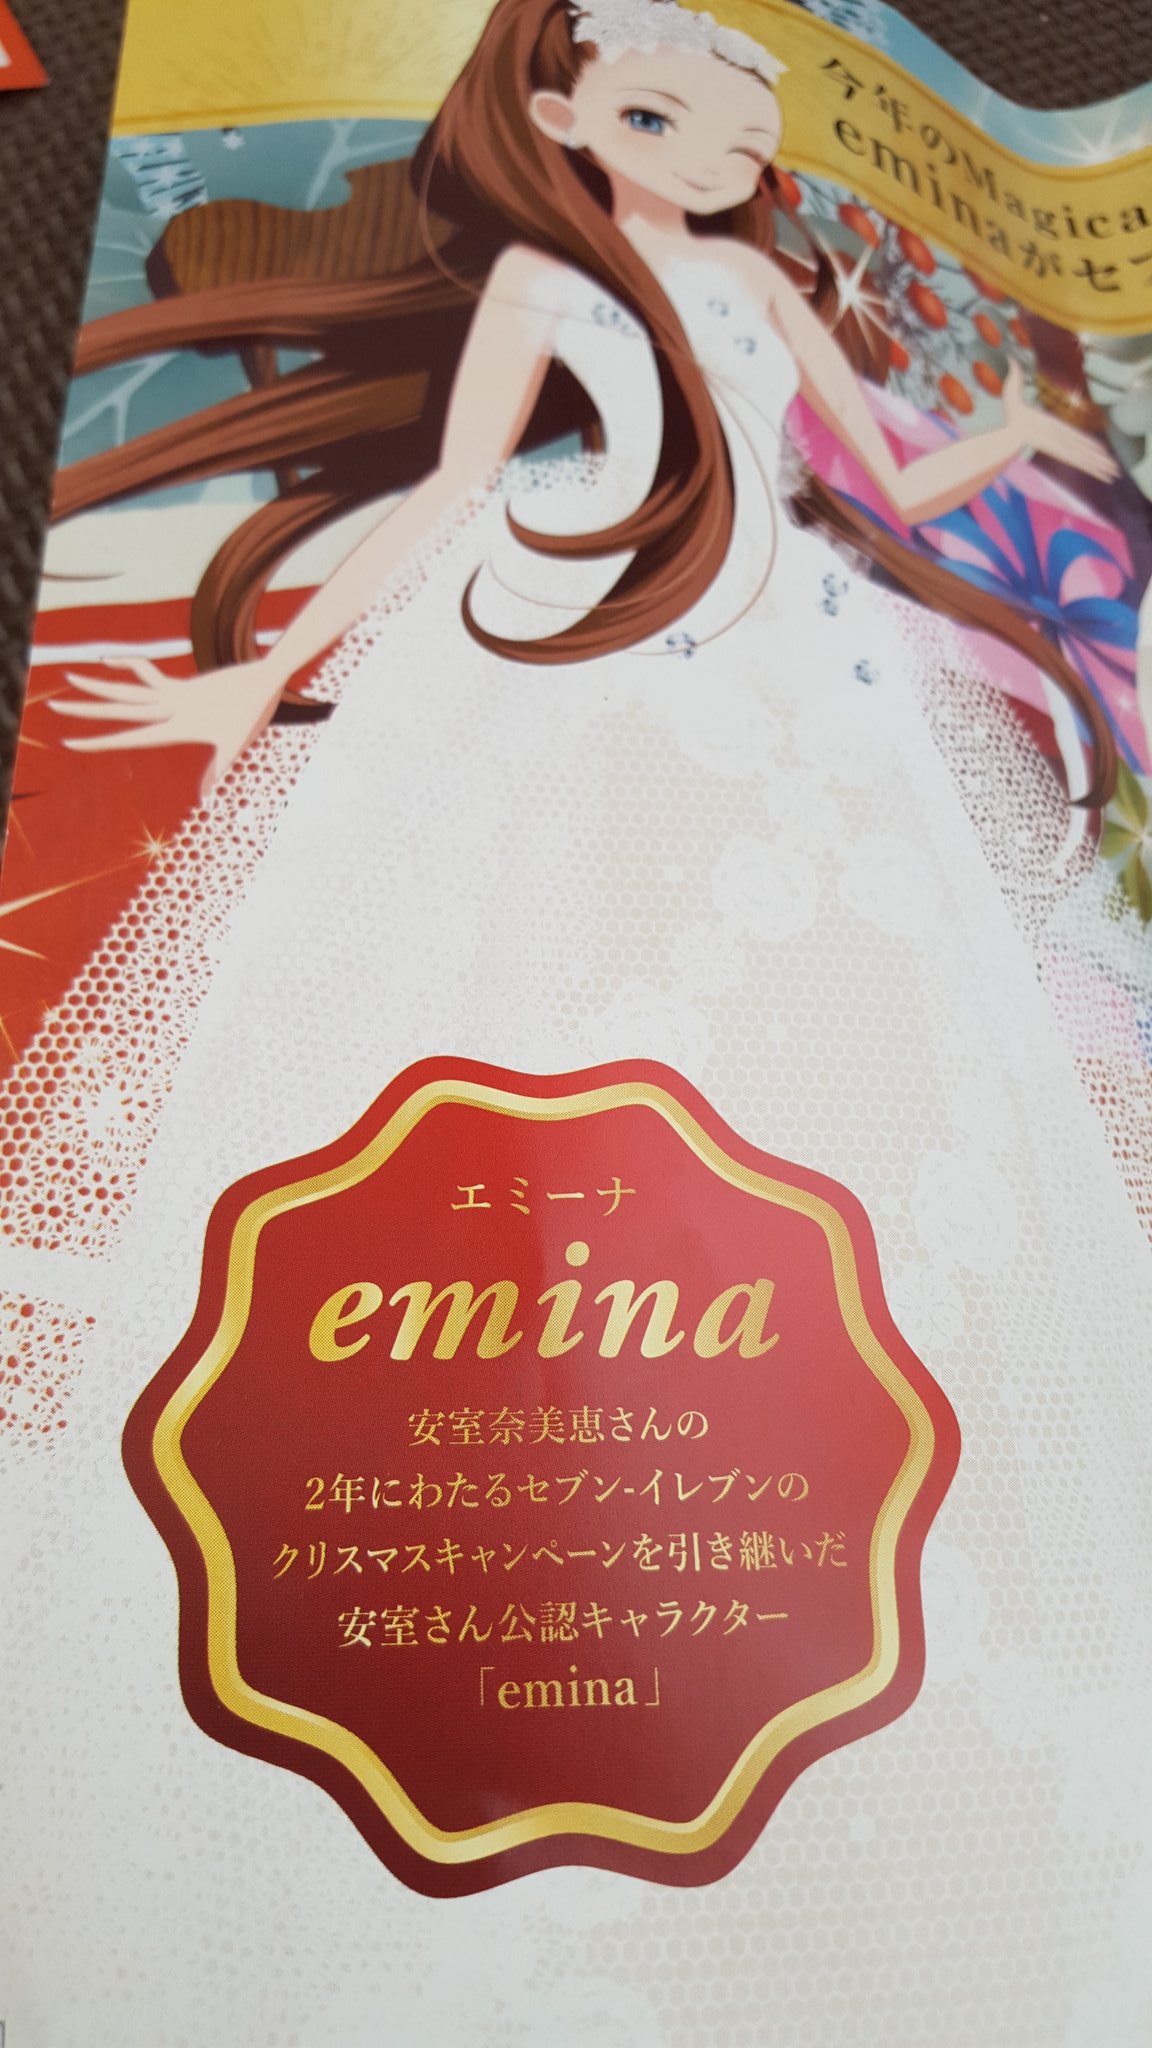 今年のMagica
eminaがセブ
エミーナ
emina
安室奈美恵さんの
2年にわたるセブン-イレブンの
クリスマスキャンペーンを引き継いだ
安室さん公認キャラクター
「emina」